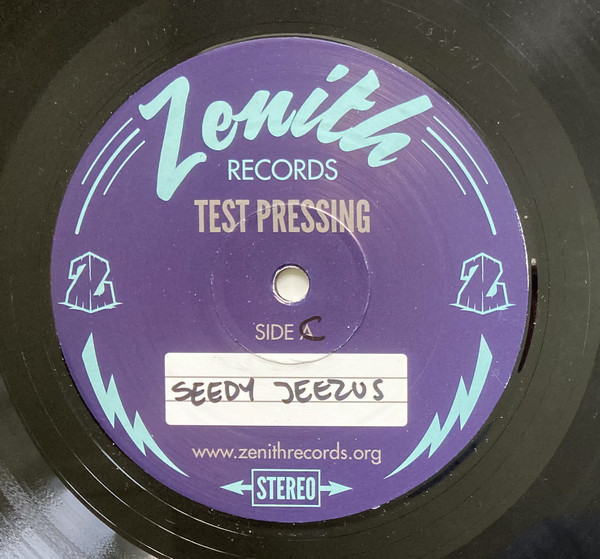 Zenith
RECORDS
TEST PRESSING
Z Z
SIDE C
SEEDY JEEZUS
www.zenithrecords.org
STEREO